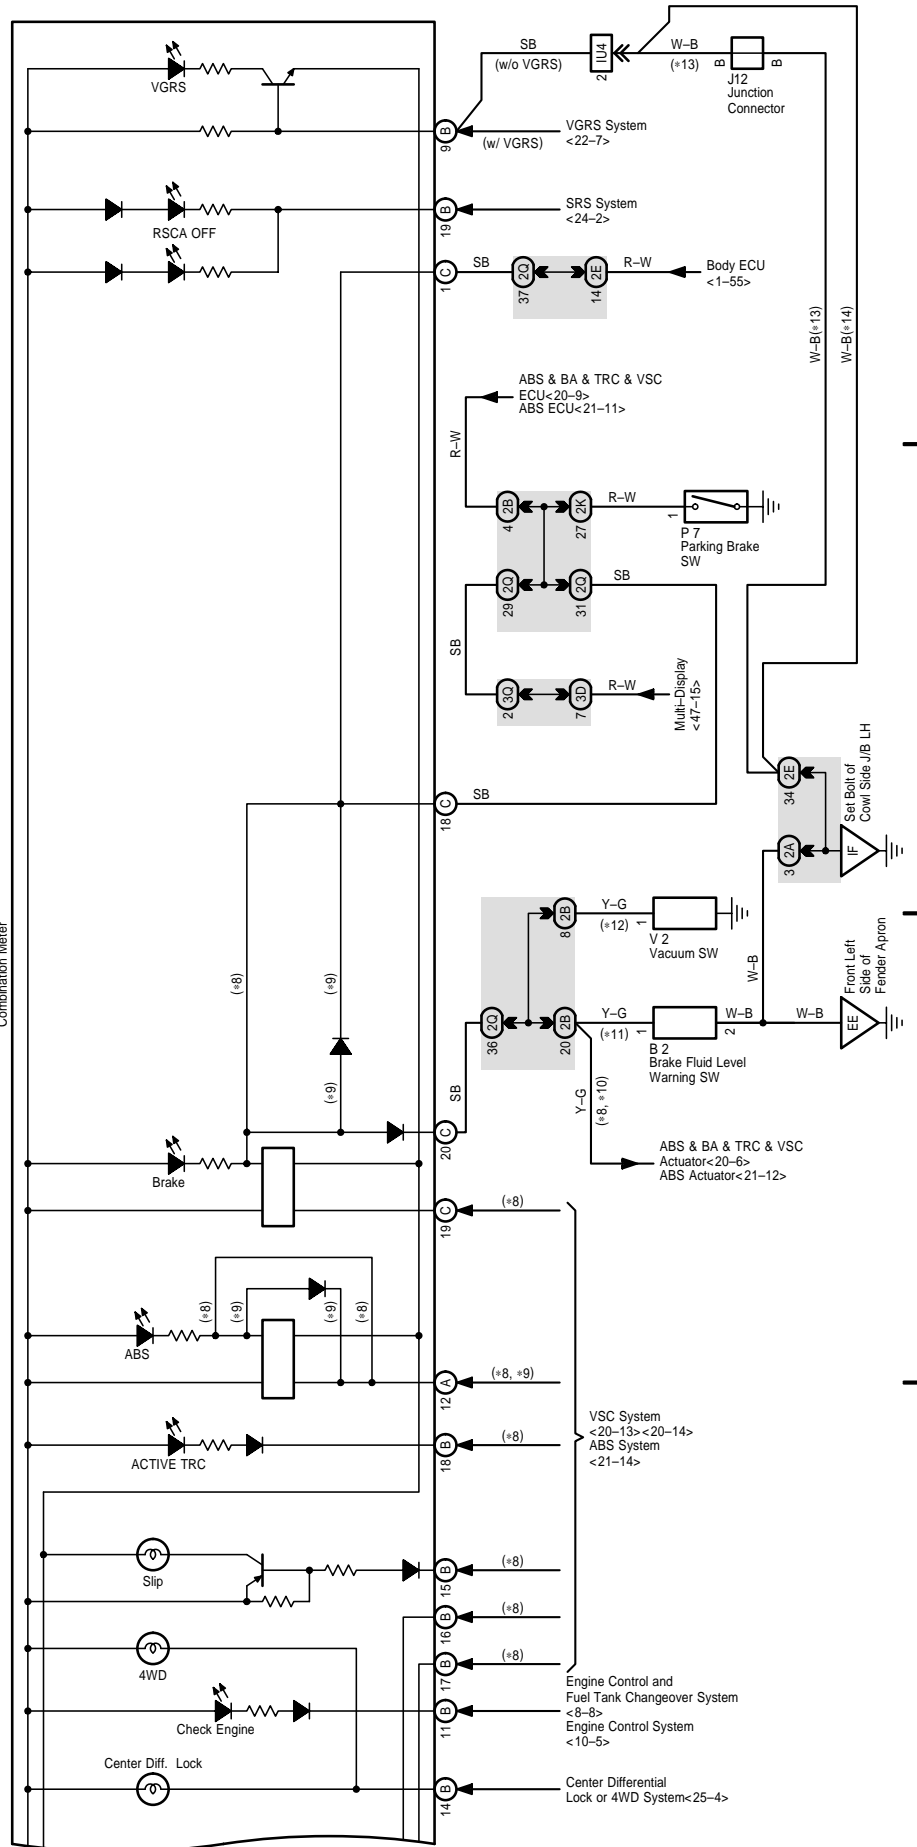 SB
(w/o VGRS)
2
IU4
W–B
(∗13)
B
B
J12
Junction
Connector
VGRS
B
9
(w/ VGRS)
VGRS System
<22–7>
RSCA OFF
B
19
SRS System
<24–2>
C
1
SB
2Q
37
2E
14
R–W
Body ECU
<1–55>
W–B(∗13)
W–B(∗14)
ABS & BA & TRC & VSC
ECU<20–9>
ABS ECU<21–11>
R–W
2B
4
2K
27
R–W
1
P 7
Parking Brake
SW
2Q
29
2Q
31
SB
SB
3Q
2
3D
7
R–W
Multi–Display
<47–15>
C
18
SB
2E
34
2A
3
IF
Set Bolt of
Cowl Side J/B LH
Combination Meter
(∗8)
(∗9)
(∗9)
2B
8
Y–G
(∗12)
1
V 2
Vacuum SW
W–B
2Q
36
2B
20
Y–G
(∗11)
1
B 2
Brake Fluid Level
Warning SW
W–B
2
W–B
EE
Front Left
Side of
Fender Apron
SB
Y–G
(∗8, ∗10)
C
20
Brake
ABS & BA & TRC & VSC
Actuator<20–6>
ABS Actuator<21–12>
C
19
(∗8)
(∗8)
(∗9)
(∗9)
(∗8)
ABS
A
12
(∗8, ∗9)
ACTIVE TRC
B
18
(∗8)
VSC System
<20–13><20–14>
ABS System
<21–14>
Slip
B
15
(∗8)
B
16
(∗8)
4WD
B
17
(∗8)
Check Engine
B
11
Engine Control and
Fuel Tank Changeover System
<8–8>
Engine Control System
<10–5>
Center Diff. Lock
B
14
Center Differential
Lock or 4WD System<25–4>